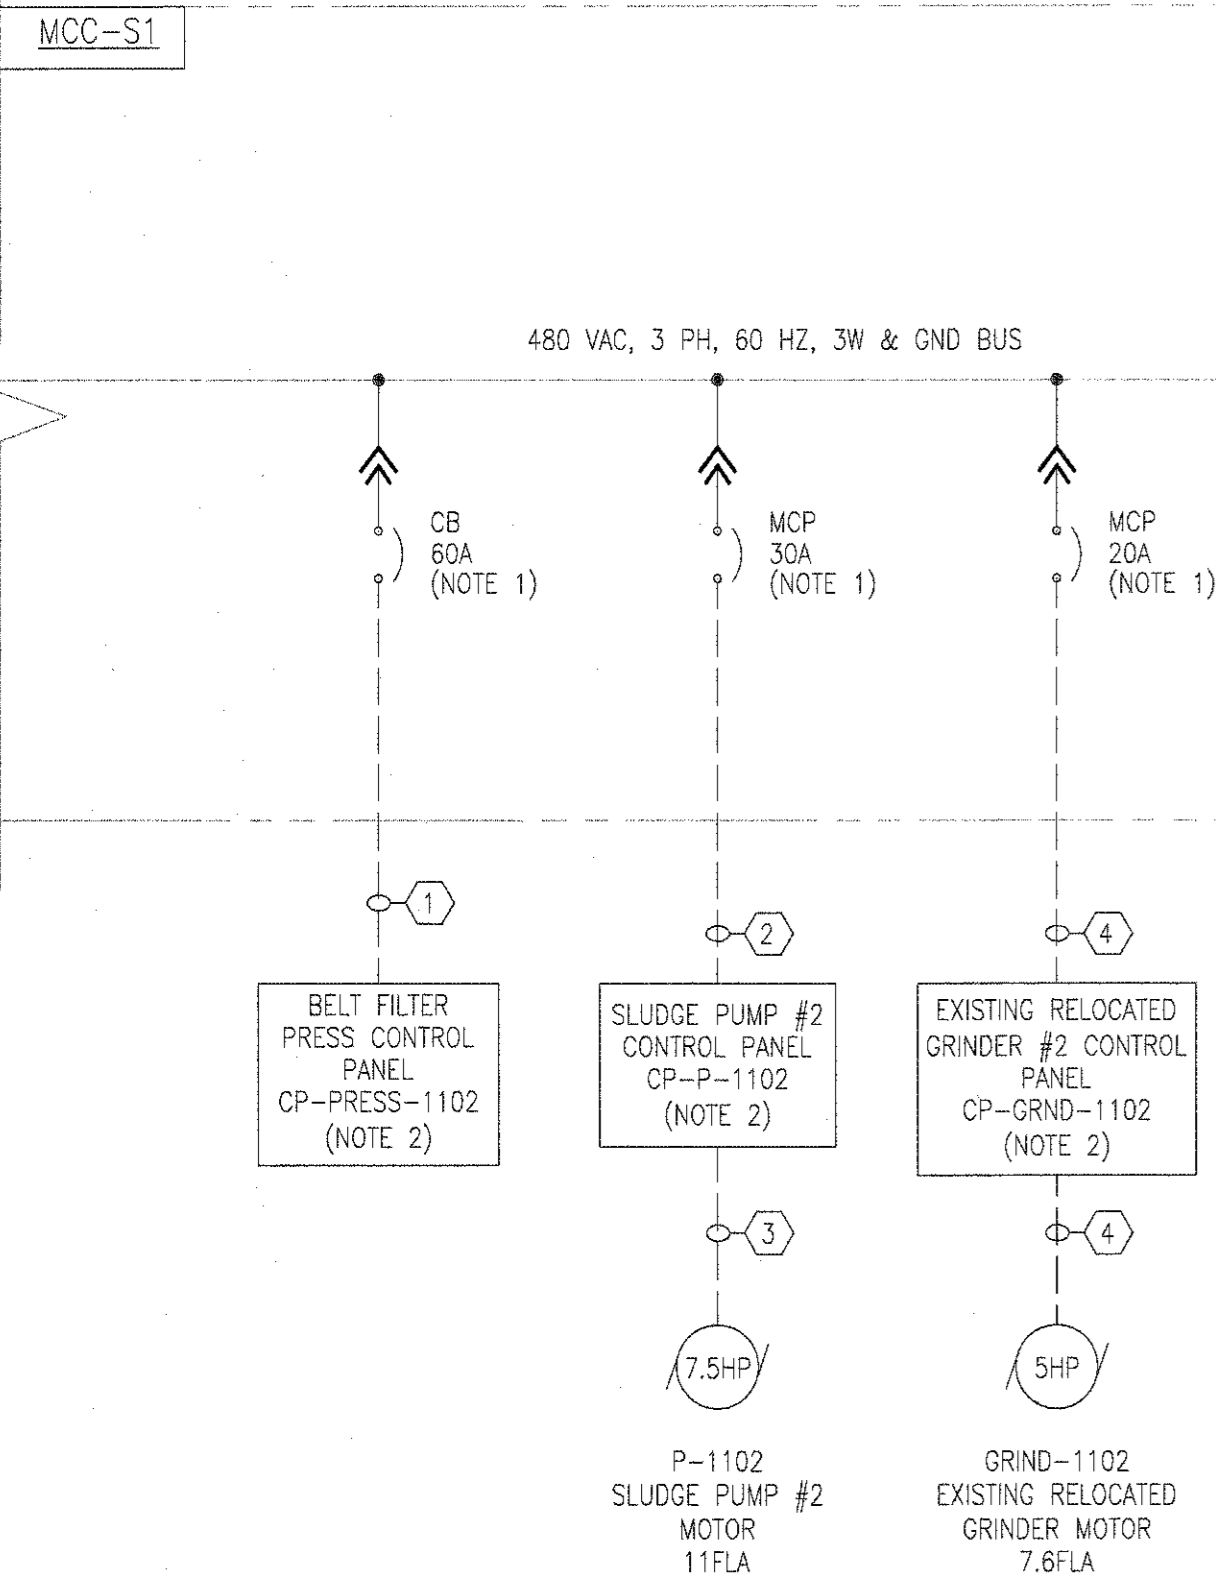 MCC-S1
480 VAC, 3 PH, 60 HZ, 3W & GND BUS
CB
60A
(NOTE 1)
MCP
30A
(NOTE 1)
MCP
20A
(NOTE 1)
1
2
4
BELT FILTER
PRESS CONTROL
PANEL
CP-PRESS-1102
(NOTE 2)
SLUDGE PUMP #2
CONTROL PANEL
CP-P-1102
(NOTE 2)
EXISTING RELOCATED
GRINDER #2 CONTROL
PANEL
CP-GRND-1102
(NOTE 2)
3
4
7.5HP
5HP
P-1102
SLUDGE PUMP #2
MOTOR
11FLA
GRIND-1102
EXISTING RELOCATED
GRINDER MOTOR
7.6FLA